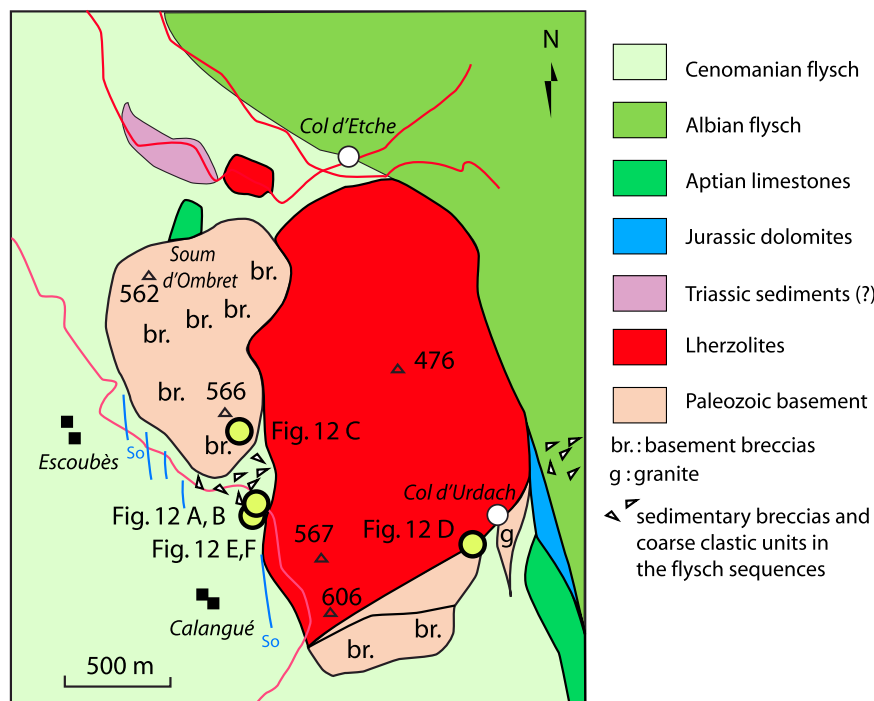 N
Col d'Etche
Soum
d'Ombret
562
br.
br.
br.
br.
br.
566
br.
476
Fig. 12 C
Escoubès
So
Col d'Urdach
Fig. 12 A, B
Fig. 12 D
g
Fig. 12 E,F
567
606
Calangué
So
br.
br.
500 m
Cenomanian flysch
Albian flysch
Aptian limestones
Jurassic dolomites
Triassic sediments (?)
Lherzolites
Paleozoic basement
br. : basement breccias
g : granite
sedimentary breccias and
coarse clastic units in
the flysch sequences